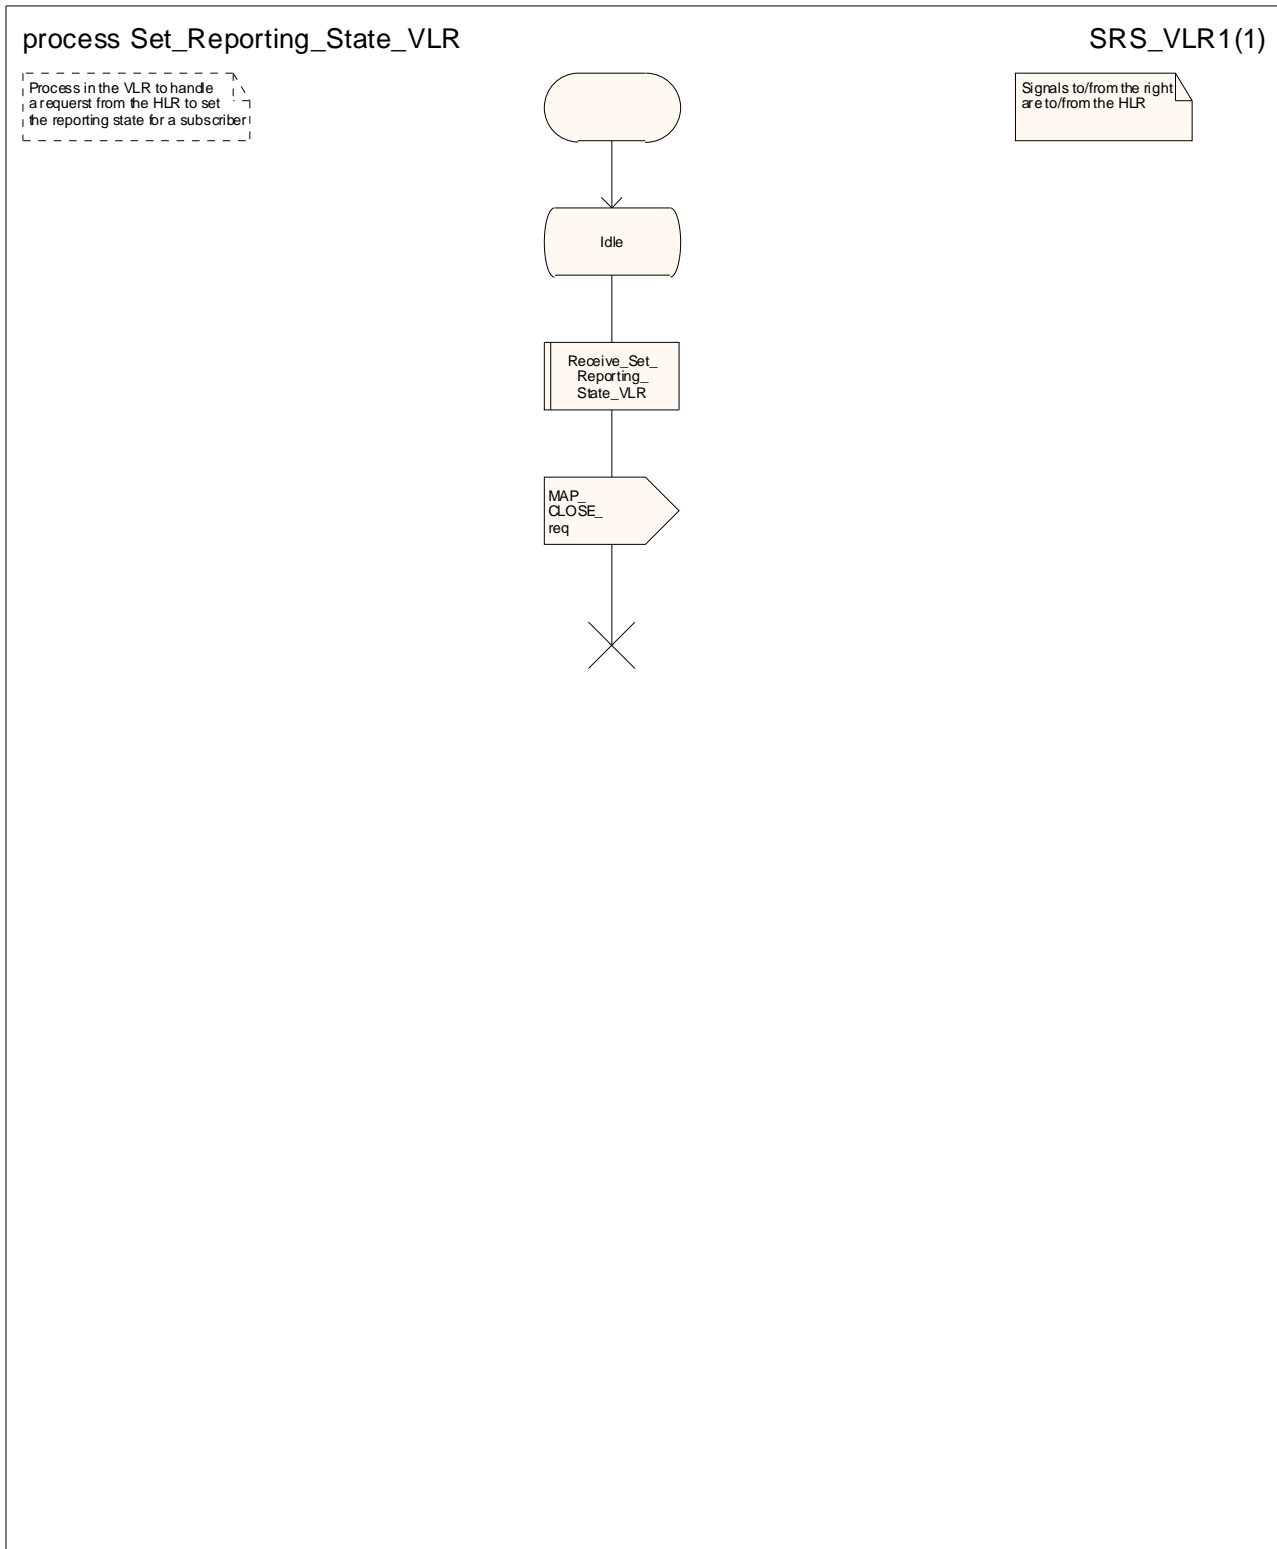 process Set_Reporting_State_VLR
SRS_VLR1(1)
Process in the VLR to handle
a requerst from the HLR to set
the reporting state for a subscriber
Signals to/from the right
are to/from the HLR
Idle
Receive_Set_
Reporting_
State_VLR
MAP_
CLOSE_
req